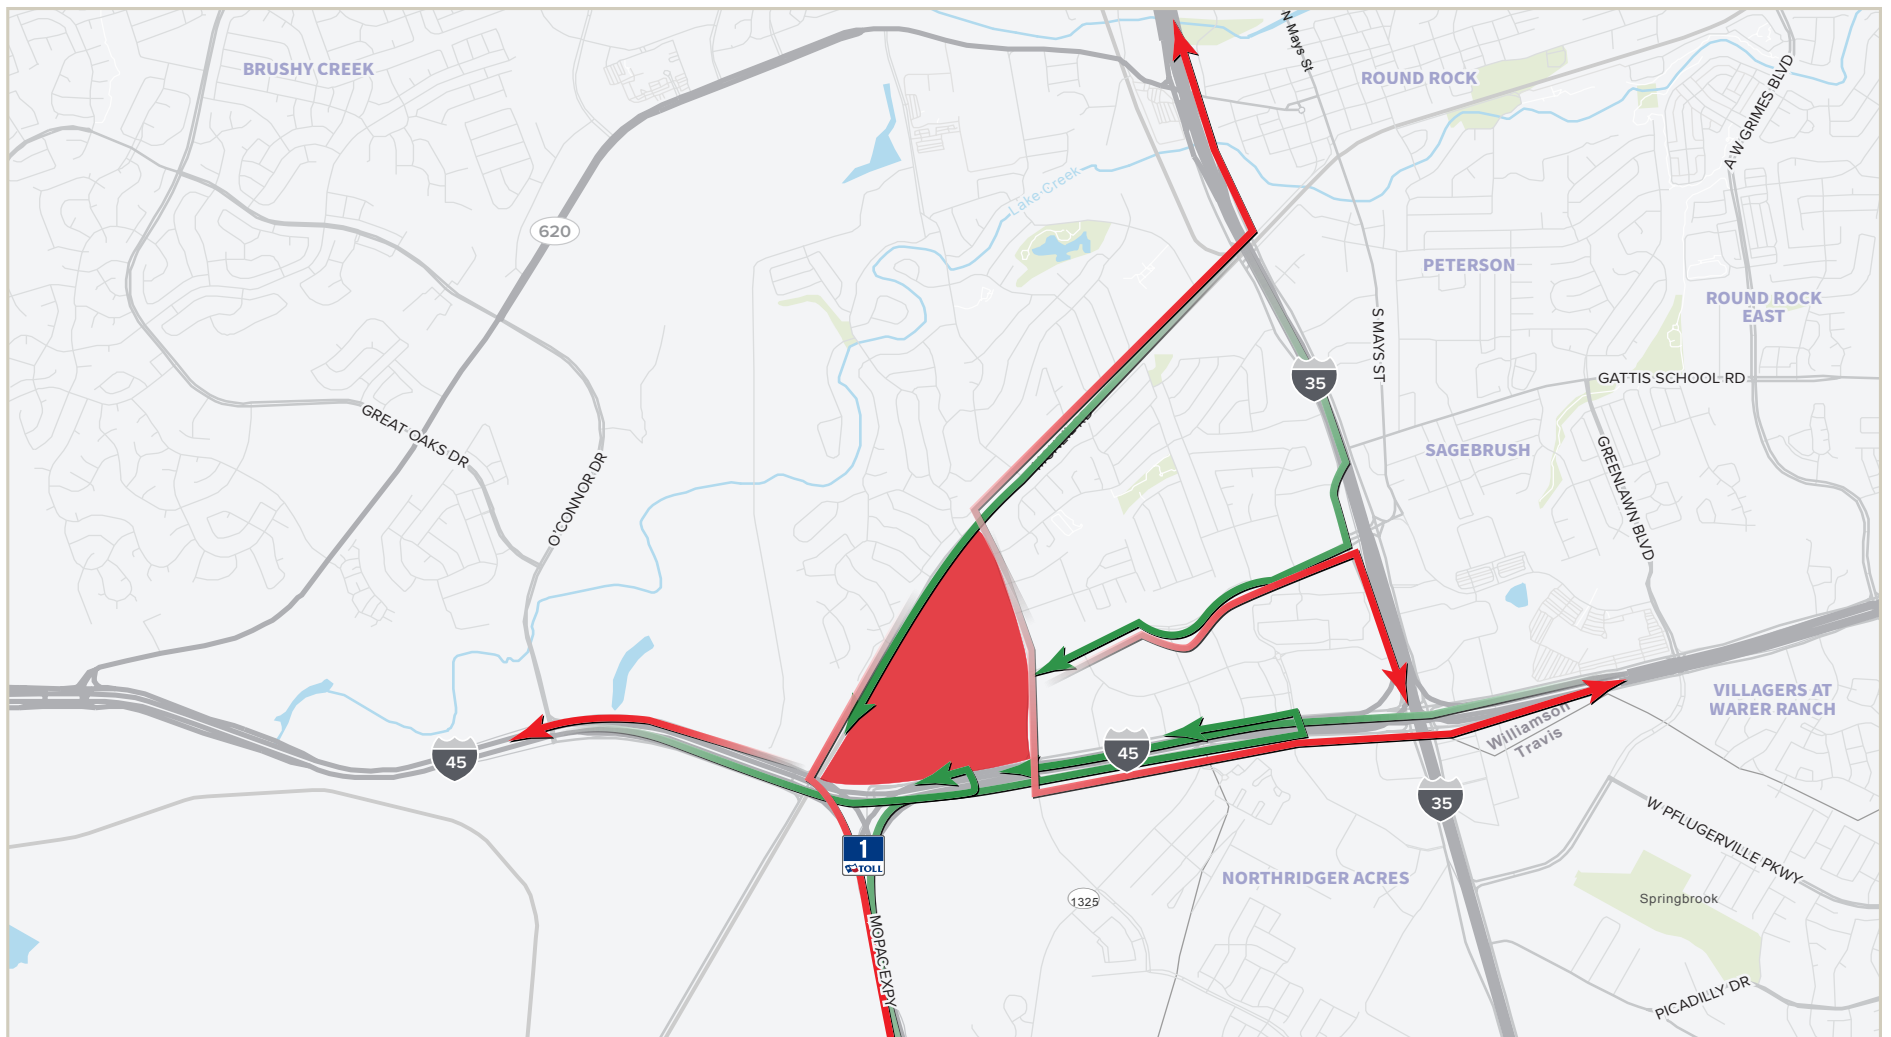 BRUSHY CREEK
N Mays St
ROUND ROCK
A W GRIMES BLVD
Lake Creek
620
PETERSON
ROUND ROCK
EAST
S MAYS ST
35
GATTIS SCHOOL RD
GREAT OAKS DR
O'CONNOR DR
SAGEBRUSH
GREENLAWN BLVD
VILLAGERS AT
WARER RANCH
Williamson
Travis
45
45
35
1
TOLL
W PFLUGERVILLE PKWY
NORTHRIDGER ACRES
1325
Springbrook
MOPAC EXPY
PICADILLY DR